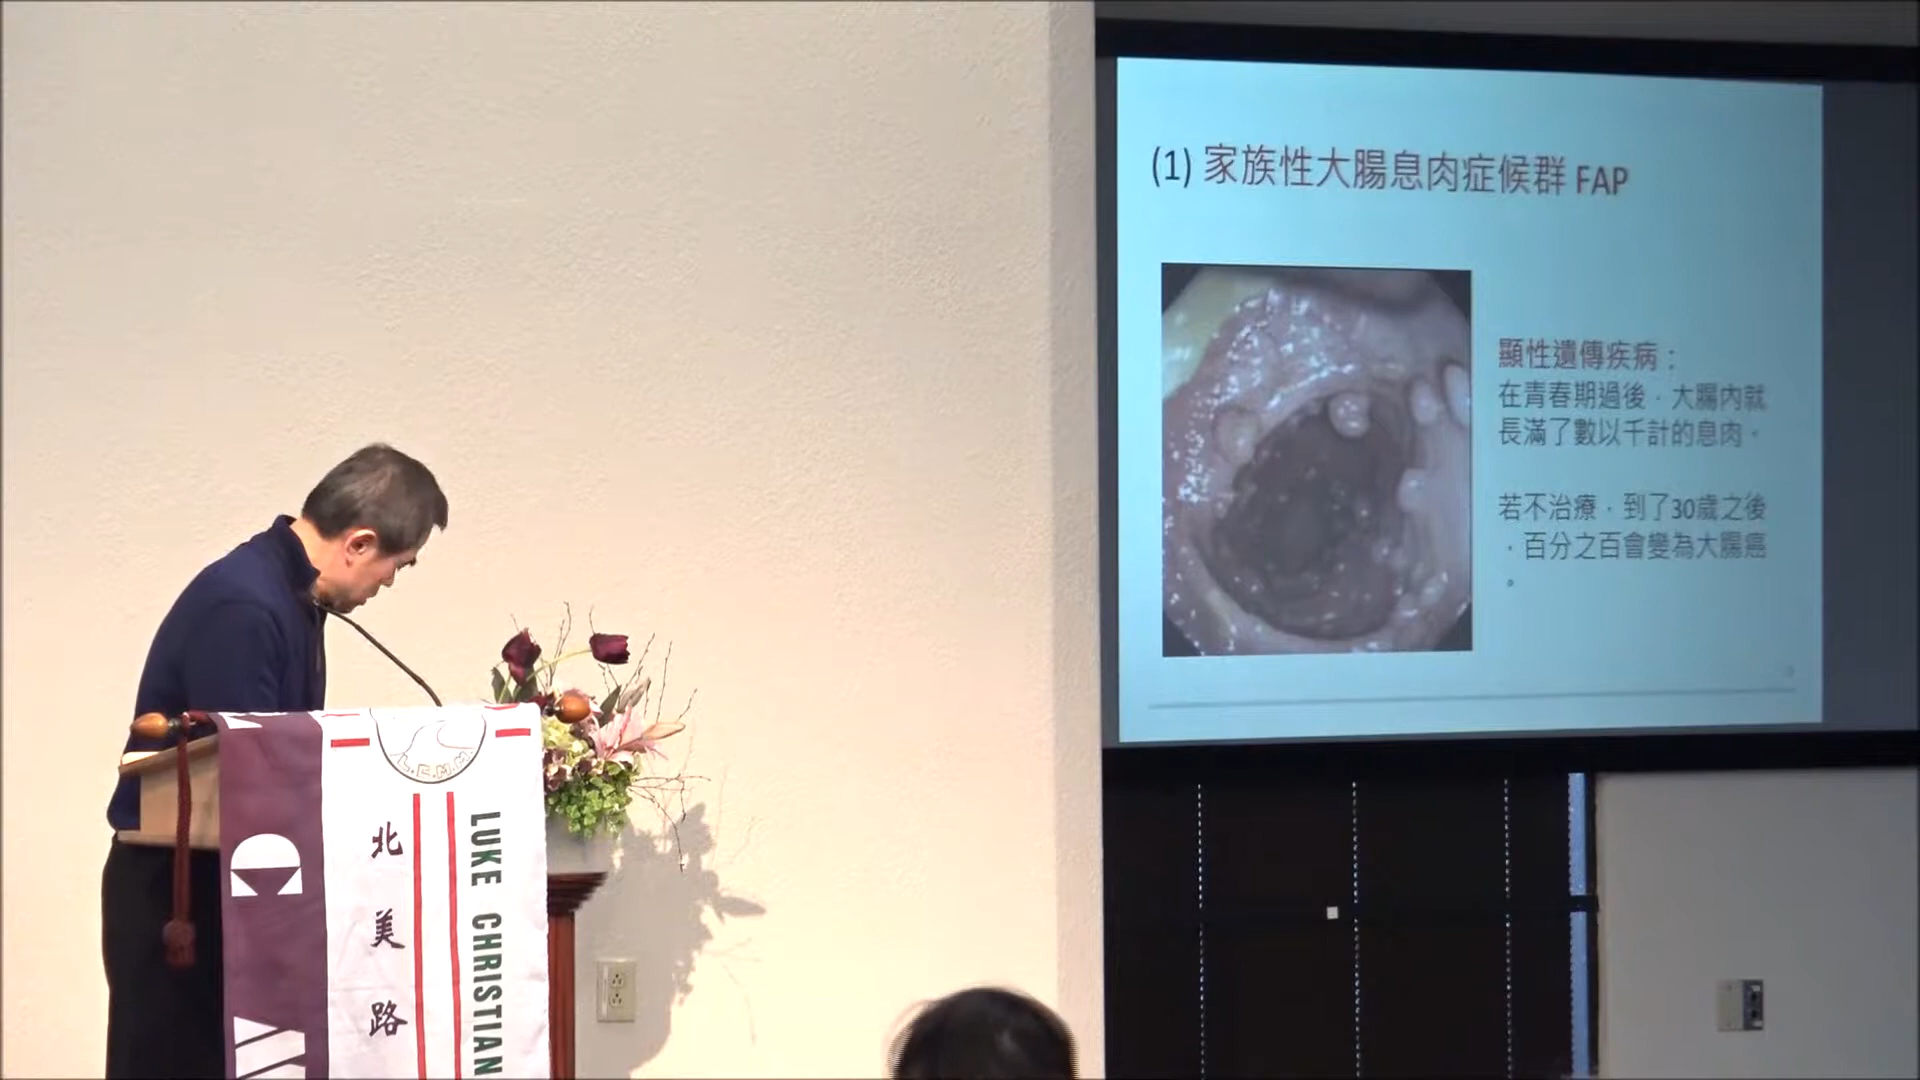 (1) 家族性大腸息肉症候群 FAP
顯性遺傳疾病：
在青春期過後，大腸內就
長滿了數以千計的息肉。
若不治療，到了30歲之後
，百分之百會變為大腸癌
。
L.C.M.M
北美路
LUKE CHRISTIAN